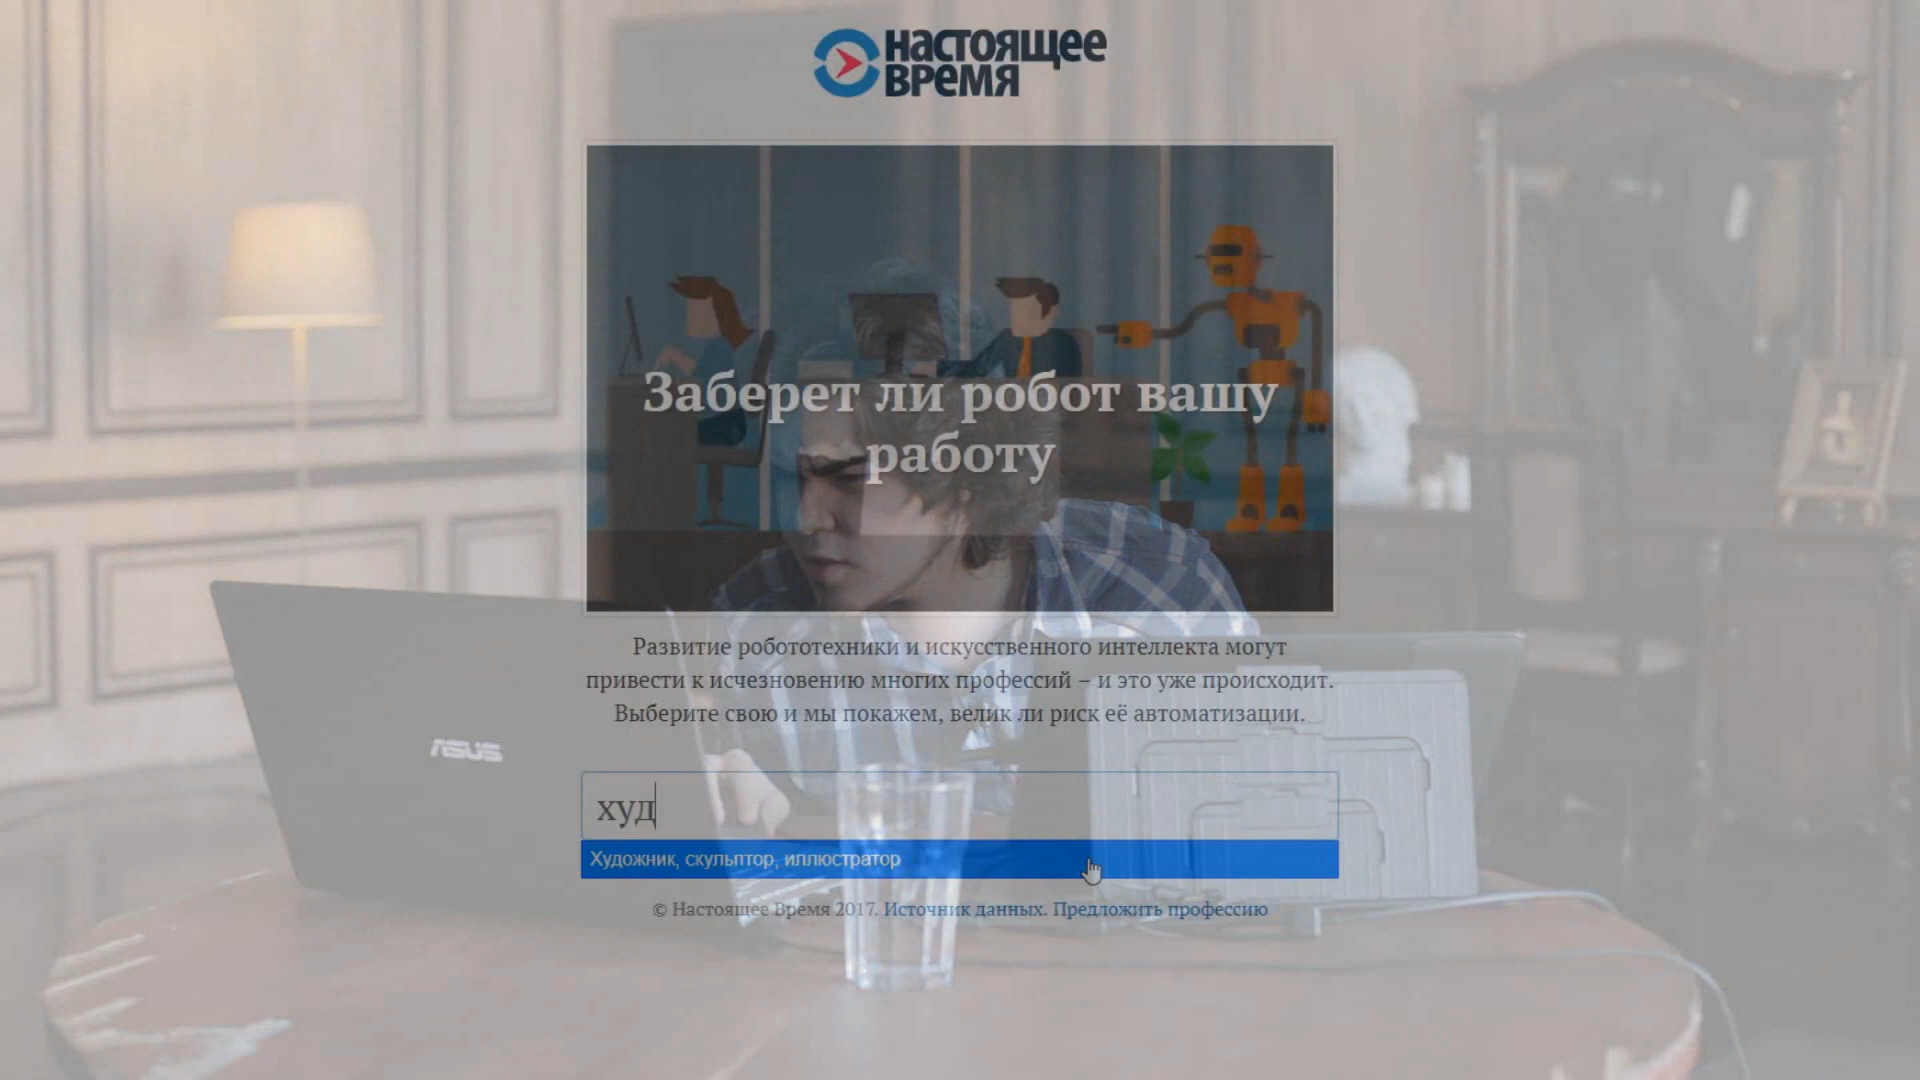 НАСТОЯЩЕЕ
ВРЕМЯ
Заберет ли робот вашу
работу
Развитие робототехники и искусственного интеллекта могут
привести к исчезновению многих профессий – и это уже происходит.
Выберите свою и мы покажем, велик ли риск её автоматизации.
ASUS
худ
Художник, скульптор, иллюстратор
© Настоящее Время 2017. Источник данных. Предложить профессию